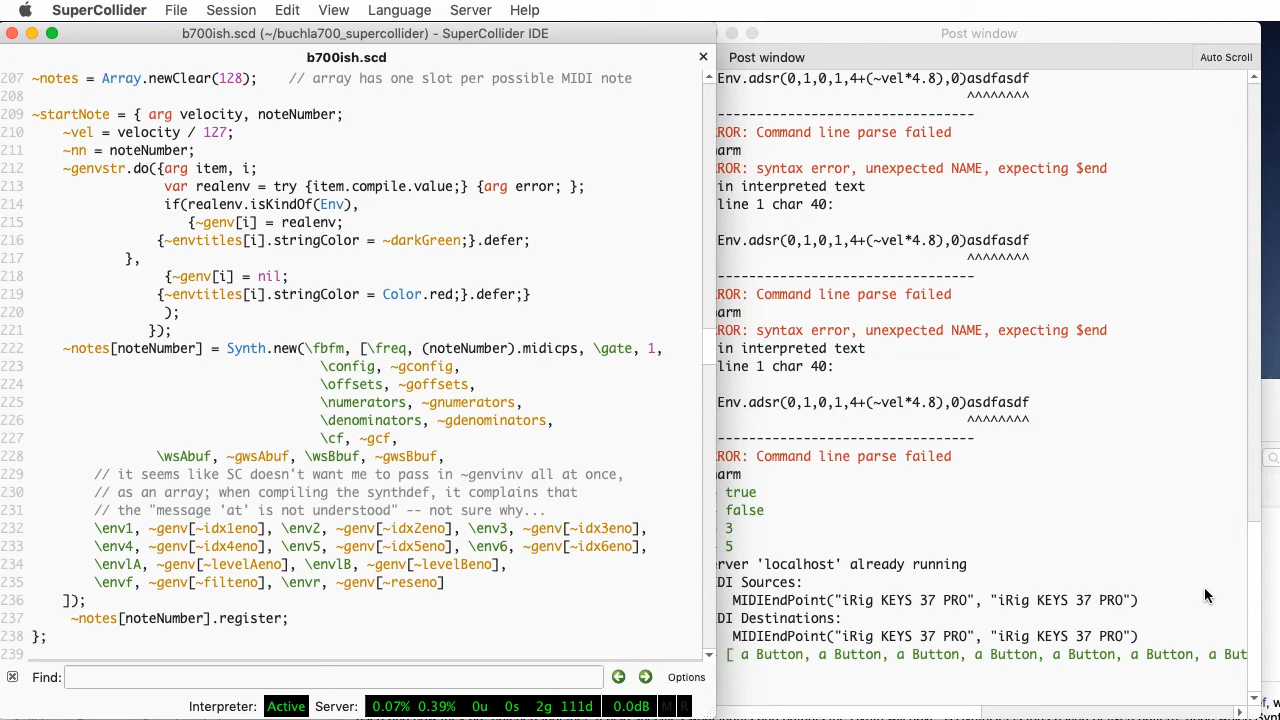 SuperCollider File Session Edit View Language Server Help
b700ish.scd (~/buchla700_supercollider) - SuperCollider IDE
b700ish.scd
207 ~notes = Array.newClear(128); // array has one slot per possible MIDI note
208
209 ~startNote = { arg velocity, noteNumber;
210 ~vel = velocity / 127;
211 ~nn = noteNumber;
212 ~genvstr.do({arg item, i;
213 var realenv = try {item.compile.value;} {arg error; };
214 if(realenv.isKindOf(Env),
215 {~genv[i] = realenv;
216 {~envtitles[i].stringColor = ~darkGreen;}.defer;
217 },
218 {~genv[i] = nil;
219 {~envtitles[i].stringColor = Color.red;}.defer;}
220 );
221 });
222 ~notes[noteNumber] = Synth.new(\fbfm, [\freq, (noteNumber).midicps, \gate, 1,
223 \config, ~gconfig,
224 \offsets, ~goffsets,
225 \numerators, ~gnumerators,
226 \denominators, ~gdenominators,
227 \cf, ~gcf,
228 \wsAbuf, ~gwsAbuf, \wsBbuf, ~gwsBbuf,
229 // it seems like SC doesn't want me to pass in ~genvinv all at once,
230 // as an array; when compiling the synthdef, it complains that
231 // the "message 'at' is not understood" -- not sure why...
232 \env1, ~genv[~idx1eno], \env2, ~genv[~idx2eno], \env3, ~genv[~idx3eno],
233 \env4, ~genv[~idx4eno], \env5, ~genv[~idx5eno], \env6, ~genv[~idx6eno],
234 \envlA, ~genv[~levelAeno], \envlB, ~genv[~levelBeno],
235 \envf, ~genv[~filteno], \envr, ~genv[~reseno]
236 ]);
237 ~notes[noteNumber].register;
238 };
239
Find:
Options
Interpreter: Active Server: 0.07% 0.39% 0u 0s 2g 111d 0.0dB M R
Post window
Post window Auto Scroll
Env.adsr(0,1,0,1,4+(~vel*4.8),0)asdfasdf
^^^^^^^^
---------------------------------
ROR: Command line parse failed
arm
ROR: syntax error, unexpected NAME, expecting $end
in interpreted text
line 1 char 40:
Env.adsr(0,1,0,1,4+(~vel*4.8),0)asdfasdf
^^^^^^^^
---------------------------------
ROR: Command line parse failed
arm
ROR: syntax error, unexpected NAME, expecting $end
in interpreted text
line 1 char 40:
Env.adsr(0,1,0,1,4+(~vel*4.8),0)asdfasdf
^^^^^^^^
---------------------------------
ROR: Command line parse failed
arm
true
false
3
5
rver 'localhost' already running
DI Sources:
MIDIEndPoint("iRig KEYS 37 PRO", "iRig KEYS 37 PRO")
DI Destinations:
MIDIEndPoint("iRig KEYS 37 PRO", "iRig KEYS 37 PRO")
[ a Button, a Button, a Button, a Button, a Button, a Button, a Button, a But